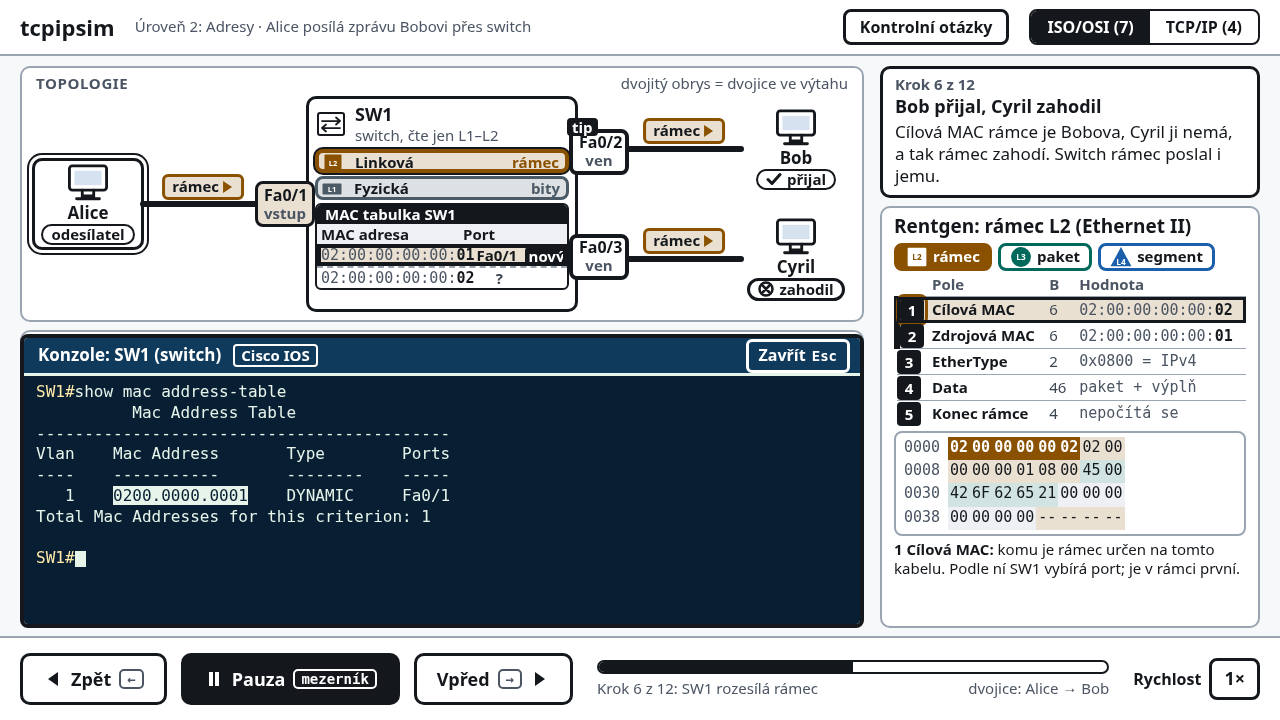 tcpipsim
Úroveň 2: Adresy · Alice posílá zprávu Bobovi přes switch
Kontrolní otázky
ISO/OSI (7)
TCP/IP (4)
TOPOLOGIE
dvojitý obrys = dvojice ve výtahu
SW1
switch, čte jen L1–L2
L2 Linková rámec
L1 Fyzická bity
MAC tabulka SW1
MAC adresa Port
02:00:00:00:00:01 Fa0/1 nový
02:00:00:00:00:02 ?
Alice
odesílatel
rámec
Fa0/1
vstup
tip
Fa0/2
ven
rámec
Bob
přijal
Fa0/3
ven
rámec
Cyril
zahodil
Konzole: SW1 (switch)
Cisco IOS
Zavřít Esc
SW1#show mac address-table
Mac Address Table
-------------------------------------------
Vlan Mac Address Type Ports
---- ----------- -------- -----
1 0200.0000.0001 DYNAMIC Fa0/1
Total Mac Addresses for this criterion: 1
SW1#
Krok 6 z 12
Bob přijal, Cyril zahodil
Cílová MAC rámce je Bobova, Cyril ji nemá,
a tak rámec zahodí. Switch rámec poslal i
jemu.
Rentgen: rámec L2 (Ethernet II)
L2 rámec
L3 paket
L4 segment
Pole B Hodnota
1 Cílová MAC 6 02:00:00:00:00:02
2 Zdrojová MAC 6 02:00:00:00:00:01
3 EtherType 2 0x0800 = IPv4
4 Data 46 paket + výplň
5 Konec rámce 4 nepočítá se
0000 02 00 00 00 00 02 02 00
0008 00 00 00 01 08 00 45 00
0030 42 6F 62 65 21 00 00 00
0038 00 00 00 00 -- -- -- --
1 Cílová MAC: komu je rámec určen na tomto
kabelu. Podle ní SW1 vybírá port; je v rámci první.
Zpět ←
Pauza mezerník
Vpřed →
Krok 6 z 12: SW1 rozesílá rámec
dvojice: Alice → Bob
Rychlost
1×